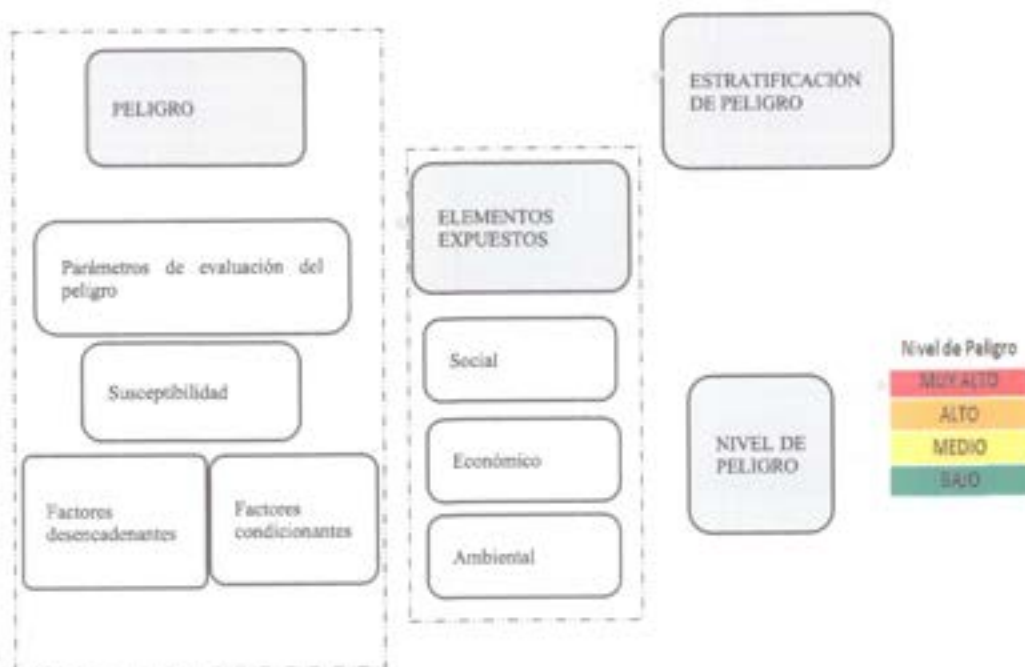 PELIGRO
Parámetros de evaluación del
peligro
Susceptibilidad
Factores
desencadenantes
Factores
condicionantes
ELEMENTOS
EXPUESTOS
Social
Económico
Ambiental
ESTRATIFICACIÓN
DE PELIGRO
NIVEL DE
PELIGRO
Nivel de Peligro
MUY ALTO
ALTO
MEDIO
BAJO